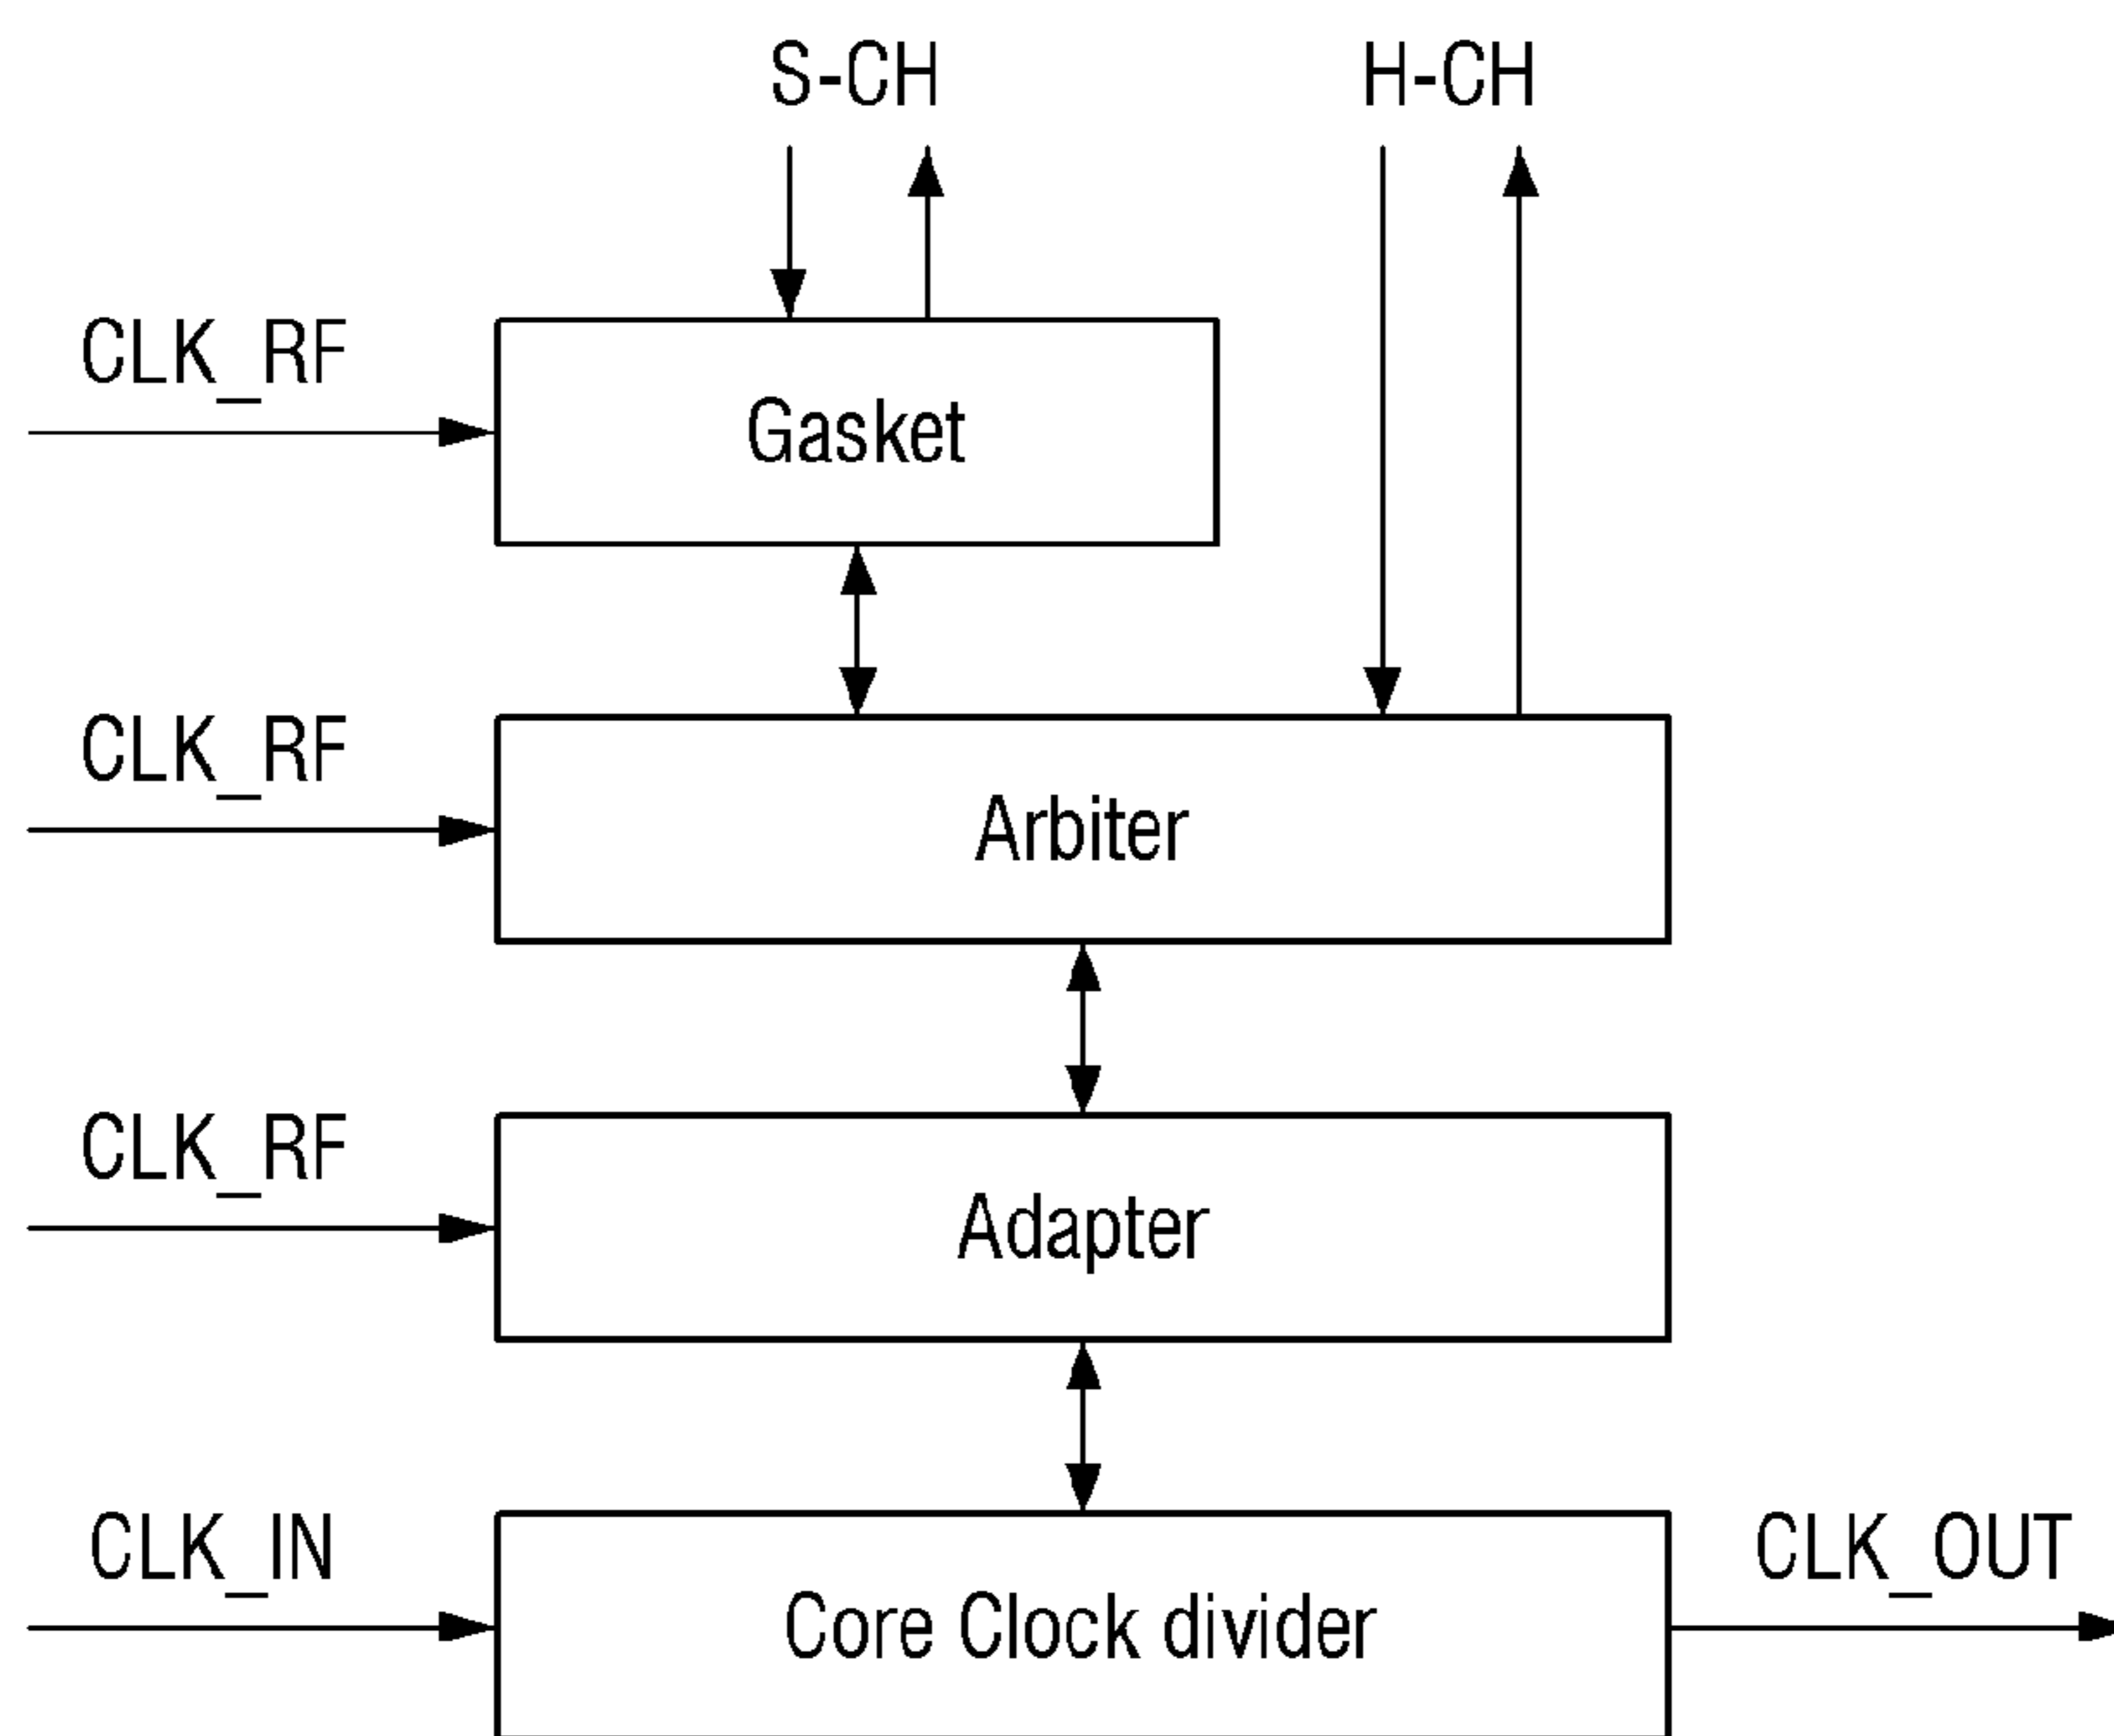 S-CH
H-CH
CLK_RF
Gasket
CLK_RF
Arbiter
CLK_RF
Adapter
CLK_IN
CLK_OUT
Core Clock divider